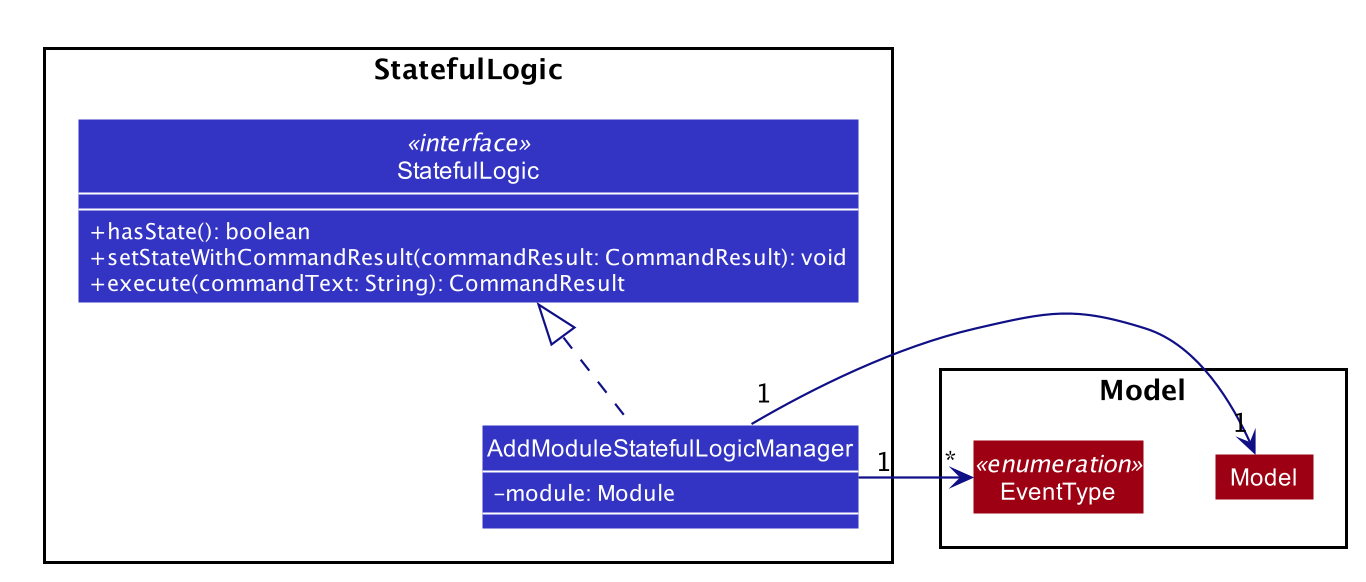 StatefulLogic
«interface»
StatefulLogic
+hasState(): boolean
+setStateWithCommandResult(commandResult: CommandResult): void
+execute(commandText: String): CommandResult
1
Model
1
AddModuleStatefulLogicManager
-module: Module
1
*
«enumeration»
EventType
Model